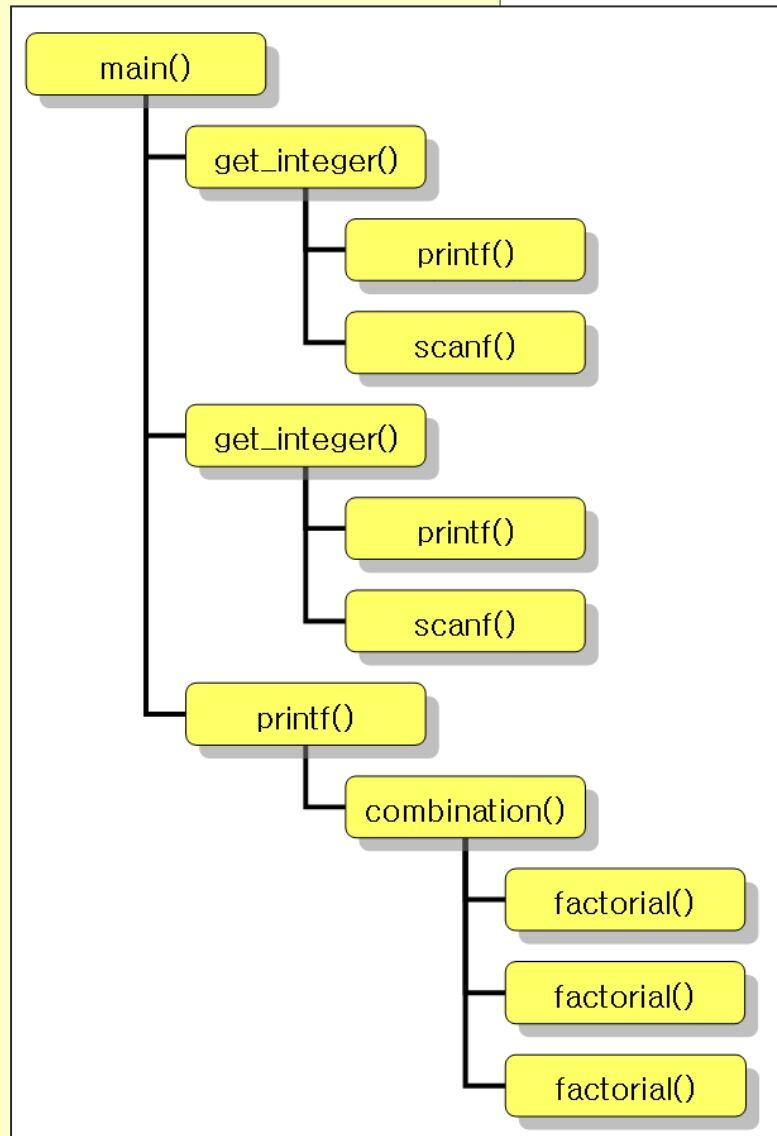 main()
get_integer()
printf()
scanf()
get_integer()
printf()
scanf()
printf()
combination()
factorial()
factorial()
factorial()